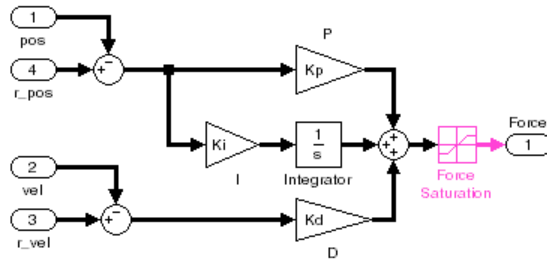 1
pos
4
r_pos
P
Kp
Ki
I
1
s
Integrator
Force
1
Force
Saturation
2
vel
3
r_vel
Kd
D